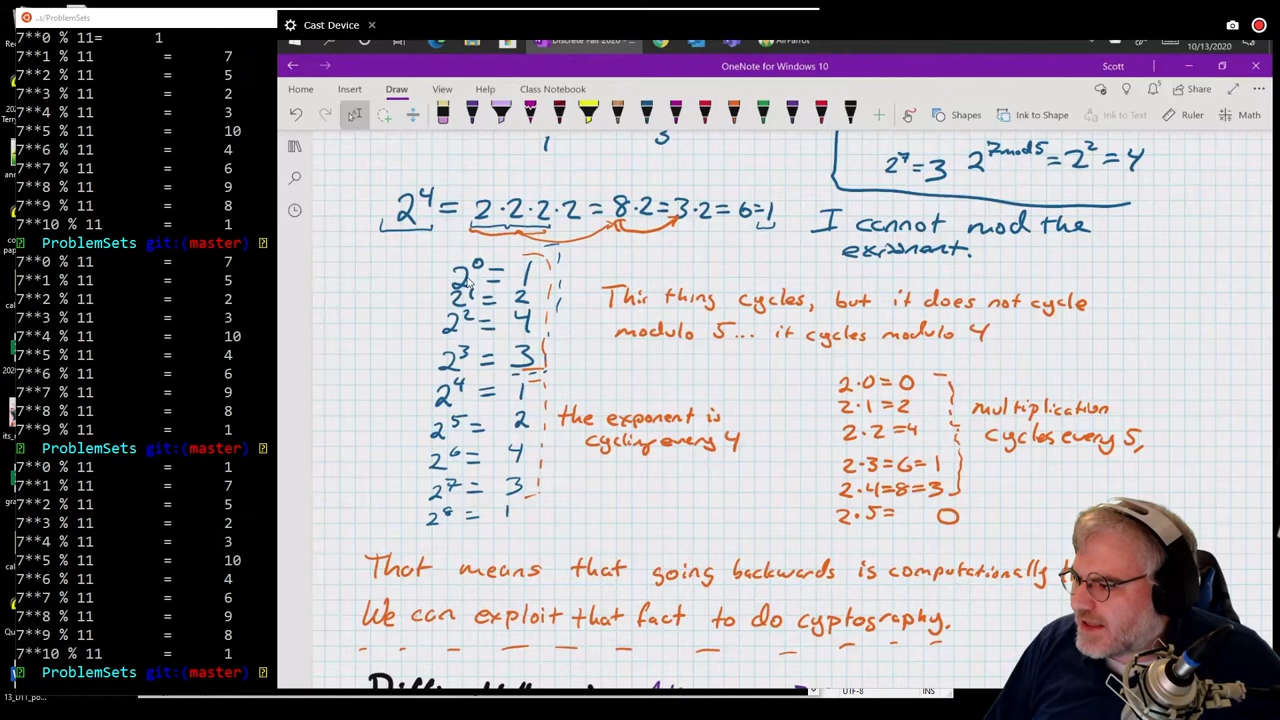 ..s/ProblemSets
7**0 % 11= 1
7**1 % 11 = 7
7**2 % 11 = 5
7**3 % 11 = 2
7**4 % 11 = 3
7**5 % 11 = 10
7**6 % 11 = 4
7**7 % 11 = 6
7**8 % 11 = 9
7**9 % 11 = 8
7**10 % 11 = 1
ProblemSets git:(master)
7**0 % 11 = 7
7**1 % 11 = 5
7**2 % 11 = 2
7**3 % 11 = 3
7**4 % 11 = 10
7**5 % 11 = 4
7**6 % 11 = 6
7**7 % 11 = 9
7**8 % 11 = 8
7**9 % 11 = 1
ProblemSets git:(master)
7**0 % 11 = 1
7**1 % 11 = 7
7**2 % 11 = 5
7**3 % 11 = 2
7**4 % 11 = 3
7**5 % 11 = 10
7**6 % 11 = 4
7**7 % 11 = 6
7**8 % 11 = 9
7**9 % 11 = 8
7**10 % 11 = 1
ProblemSets git:(master)
Cast Device
Discrete Fall 2020 -
AirParrot
10/13/2020
OneNote for Windows 10
Scott
Home Insert Draw View Help Class Notebook
Share
Shapes Ink to Shape Ink to Text Ruler Math
2^7 = 3 2^7mod5 = 2^2 = 4
2^4 = 2·2·2·2 = 8·2 = 3·2 = 6 = 1
I cannot mod the
exponent.
2^0 = 1
2^1 = 2
2^2 = 4
2^3 = 3
2^4 = 1
2^5 = 2
2^6 = 4
2^7 = 3
2^8 = 1
This thing cycles, but it does not cycle
modulo 5... it cycles modulo 4
the exponent is
cycling every 4
2·0=0
2·1=2
2·2=4
2·3=6=1
2·4=8=3
2·5= 0
multiplication
cycles every 5,
That means that going backwards is computationally
We can exploit that fact to do cyptography.
UTF-8 INS